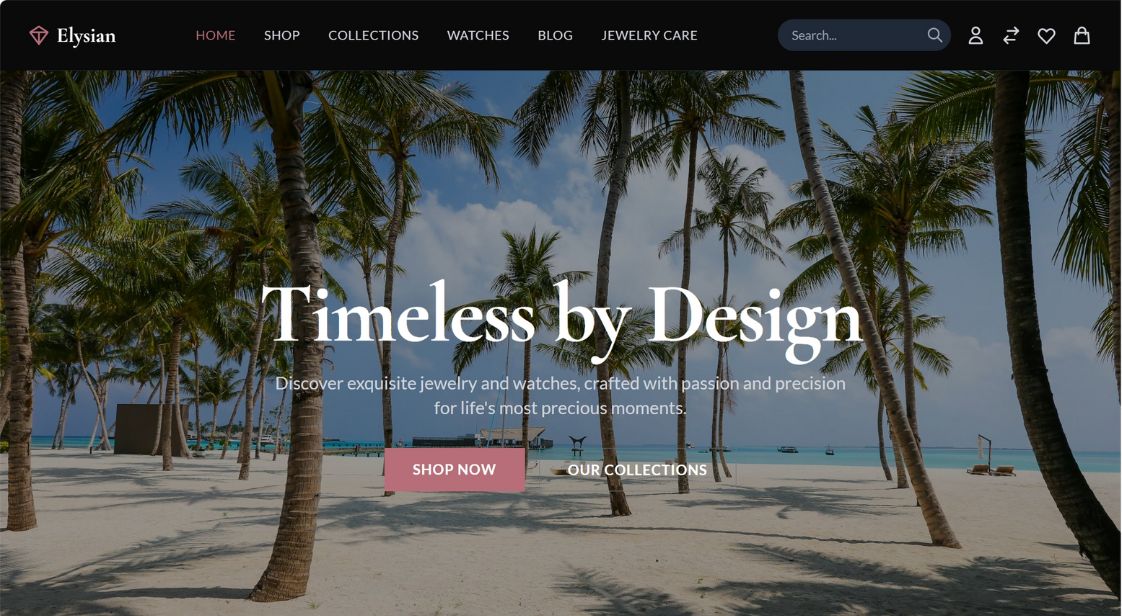 Elysian
HOME
SHOP
COLLECTIONS
WATCHES
BLOG
JEWELRY CARE
Search...
Timeless by Design
Discover exquisite jewelry and watches, crafted with passion and precision
for life's most precious moments.
SHOP NOW
OUR COLLECTIONS